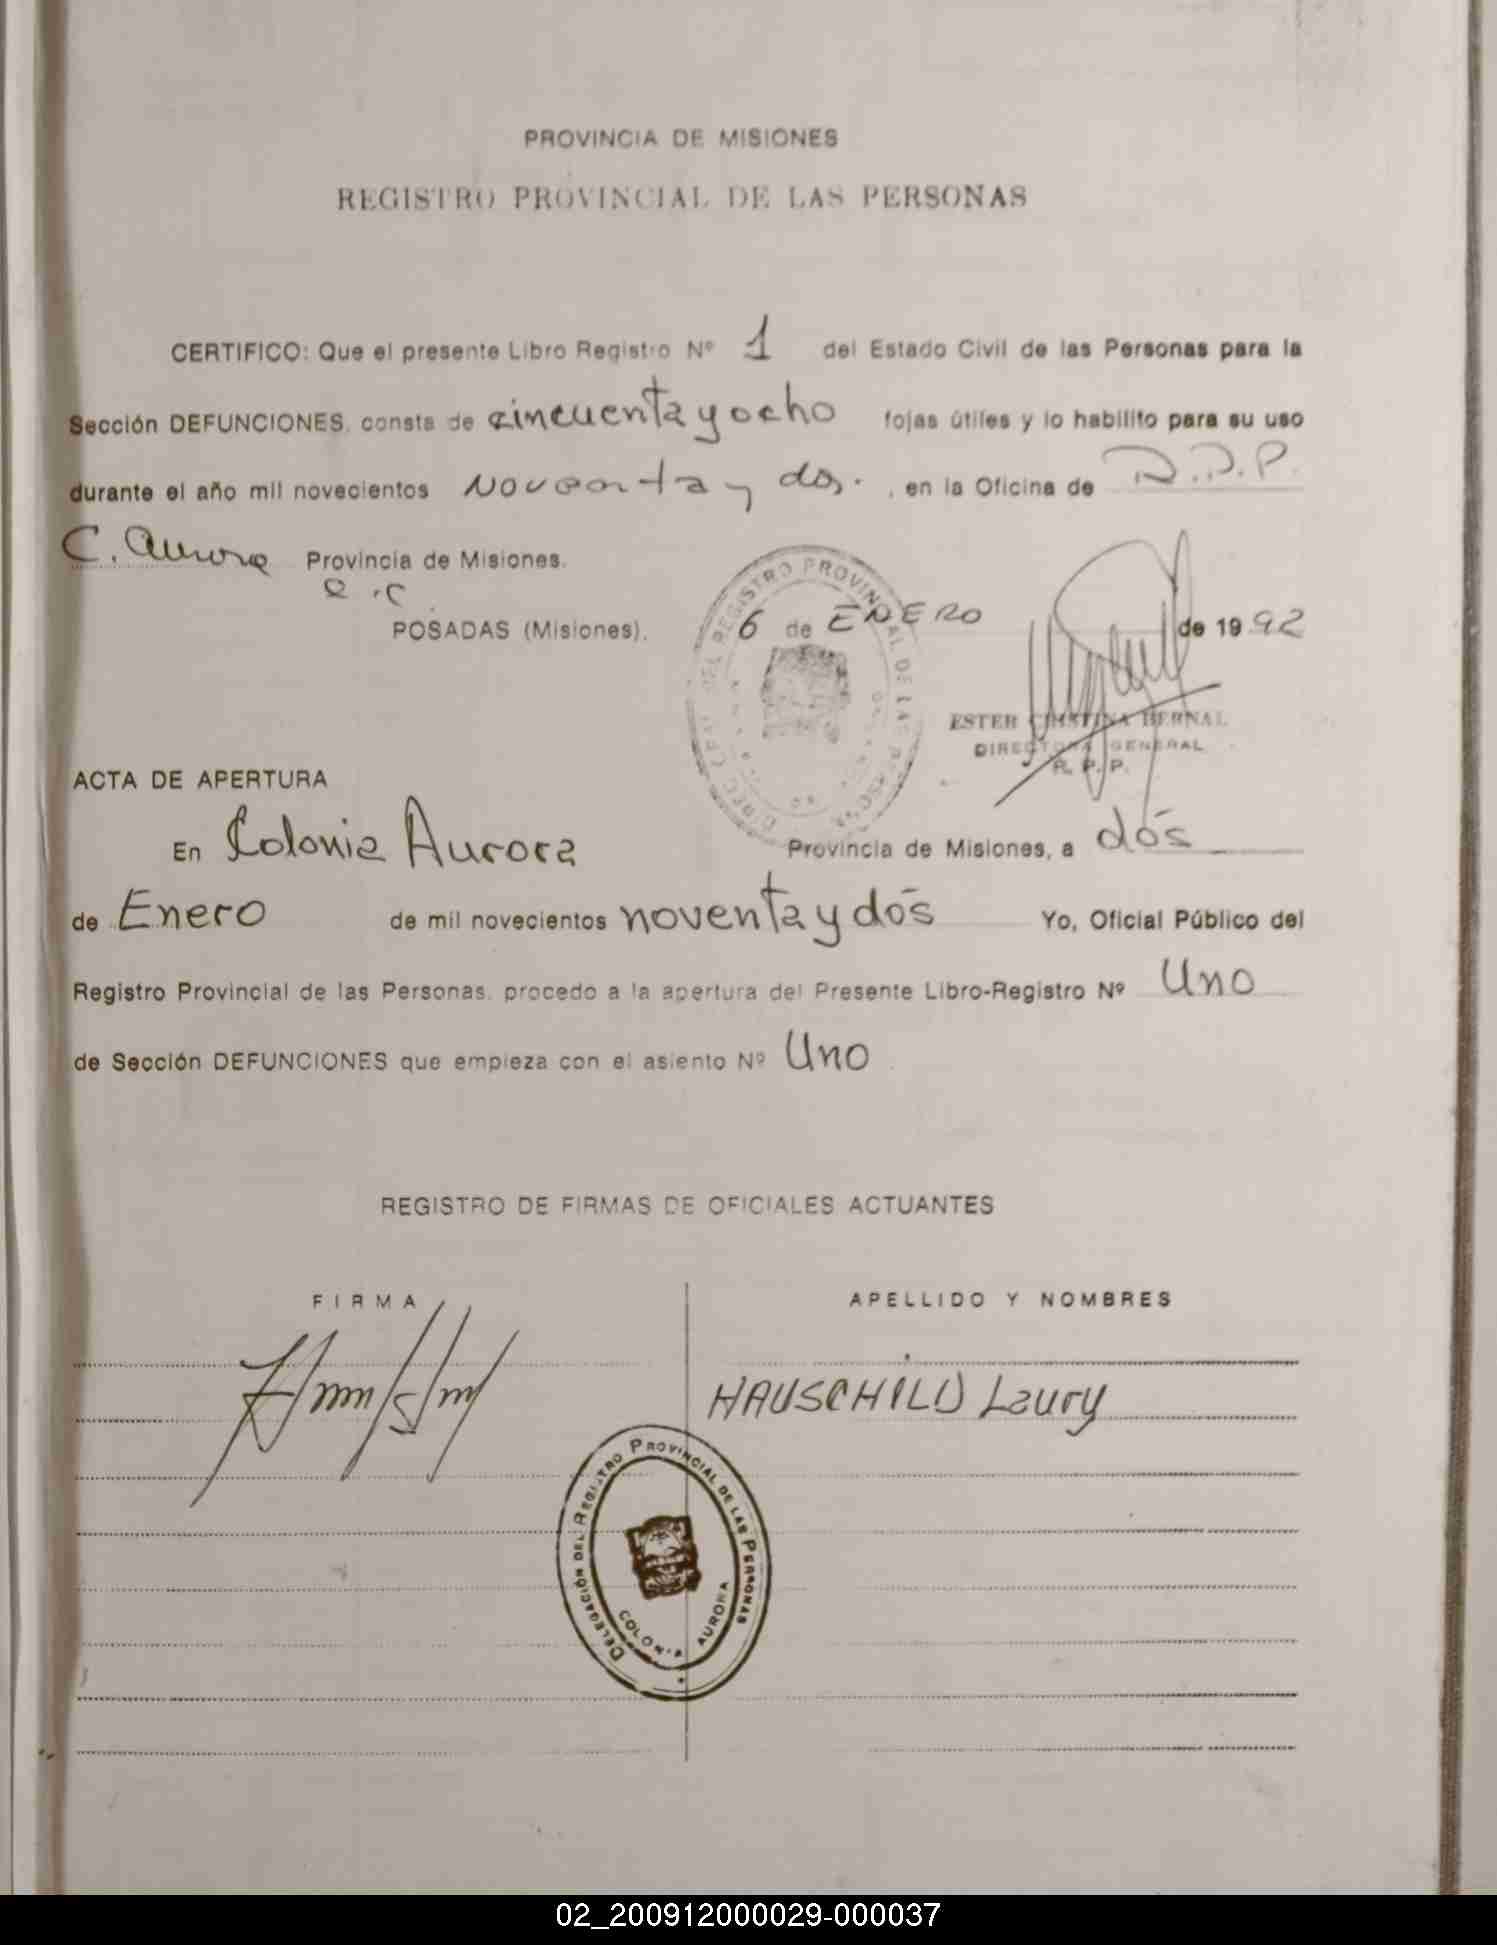 PROVINCIA DE MISIONES
REGISTRO PROVINCIAL DE LAS PERSONAS
CERTIFICO: Que el presente Libro Registro Nº 1 del Estado Civil de las Personas para la
Sección DEFUNCIONES, consta de cincuenta y ocho fojas útiles y lo habilito para su uso
durante el año mil novecientos Noventa y dos. , en la Oficina de
C. Aurora Provincia de Misiones.
POSADAS (Misiones), 6 de ENERO de 1992
ESTER CRISTINA BERNAL
DIRECTORA GENERAL
R. P. P.
ACTA DE APERTURA
En Colonia Aurora Provincia de Misiones, a dós
de Enero de mil novecientos noventa y dós Yo, Oficial Público del
Registro Provincial de las Personas, procedo a la apertura del Presente Libro-Registro Nº Uno
de Sección DEFUNCIONES que empieza con el asiento Nº Uno
REGISTRO DE FIRMAS DE OFICIALES ACTUANTES
FIRMA APELLIDO Y NOMBRES
HAUSCHILD Laury
DELEGACIÓN DEL REGISTRO PROVINCIAL DE LAS PERSONAS
COLONIA AURORA
02_200912000029-000037